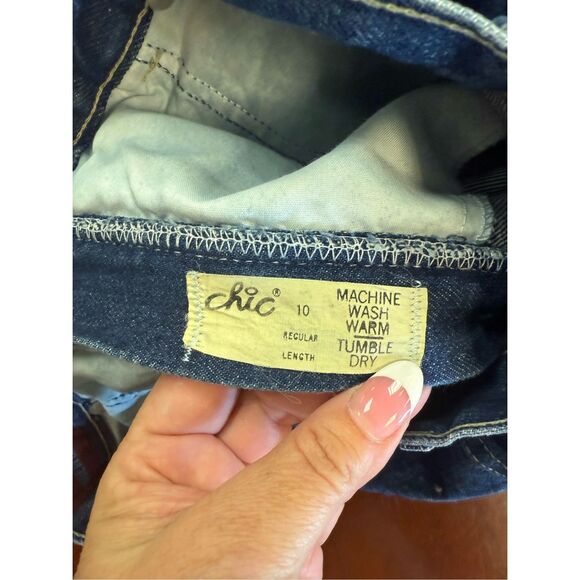 chic® 10
REGULAR
LENGTH
MACHINE
WASH
WARM
TUMBLE
DRY